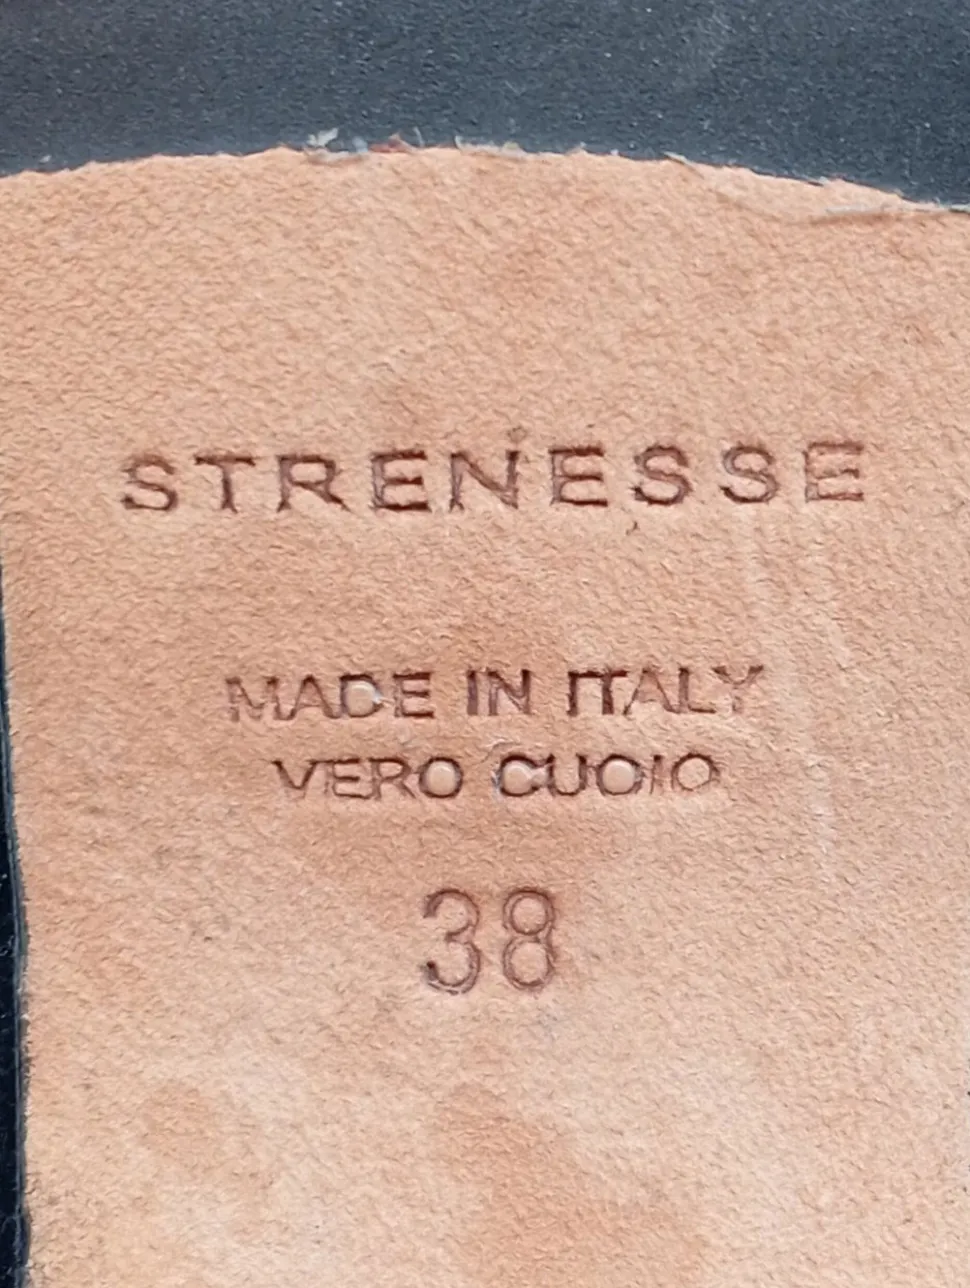 STRENESSE
MADE IN ITALY
VERO CUOIO
38